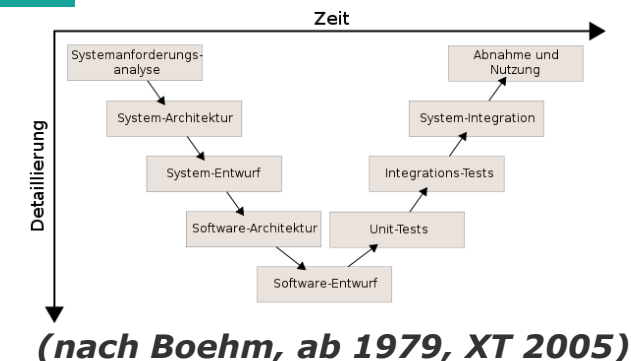 Zeit
Detaillierung
Systemanforderungs-
analyse
Abnahme und
Nutzung
System-Architektur
System-Integration
System-Entwurf
Integrations-Tests
Software-Architektur
Unit-Tests
Software-Entwurf
(nach Boehm, ab 1979, XT 2005)